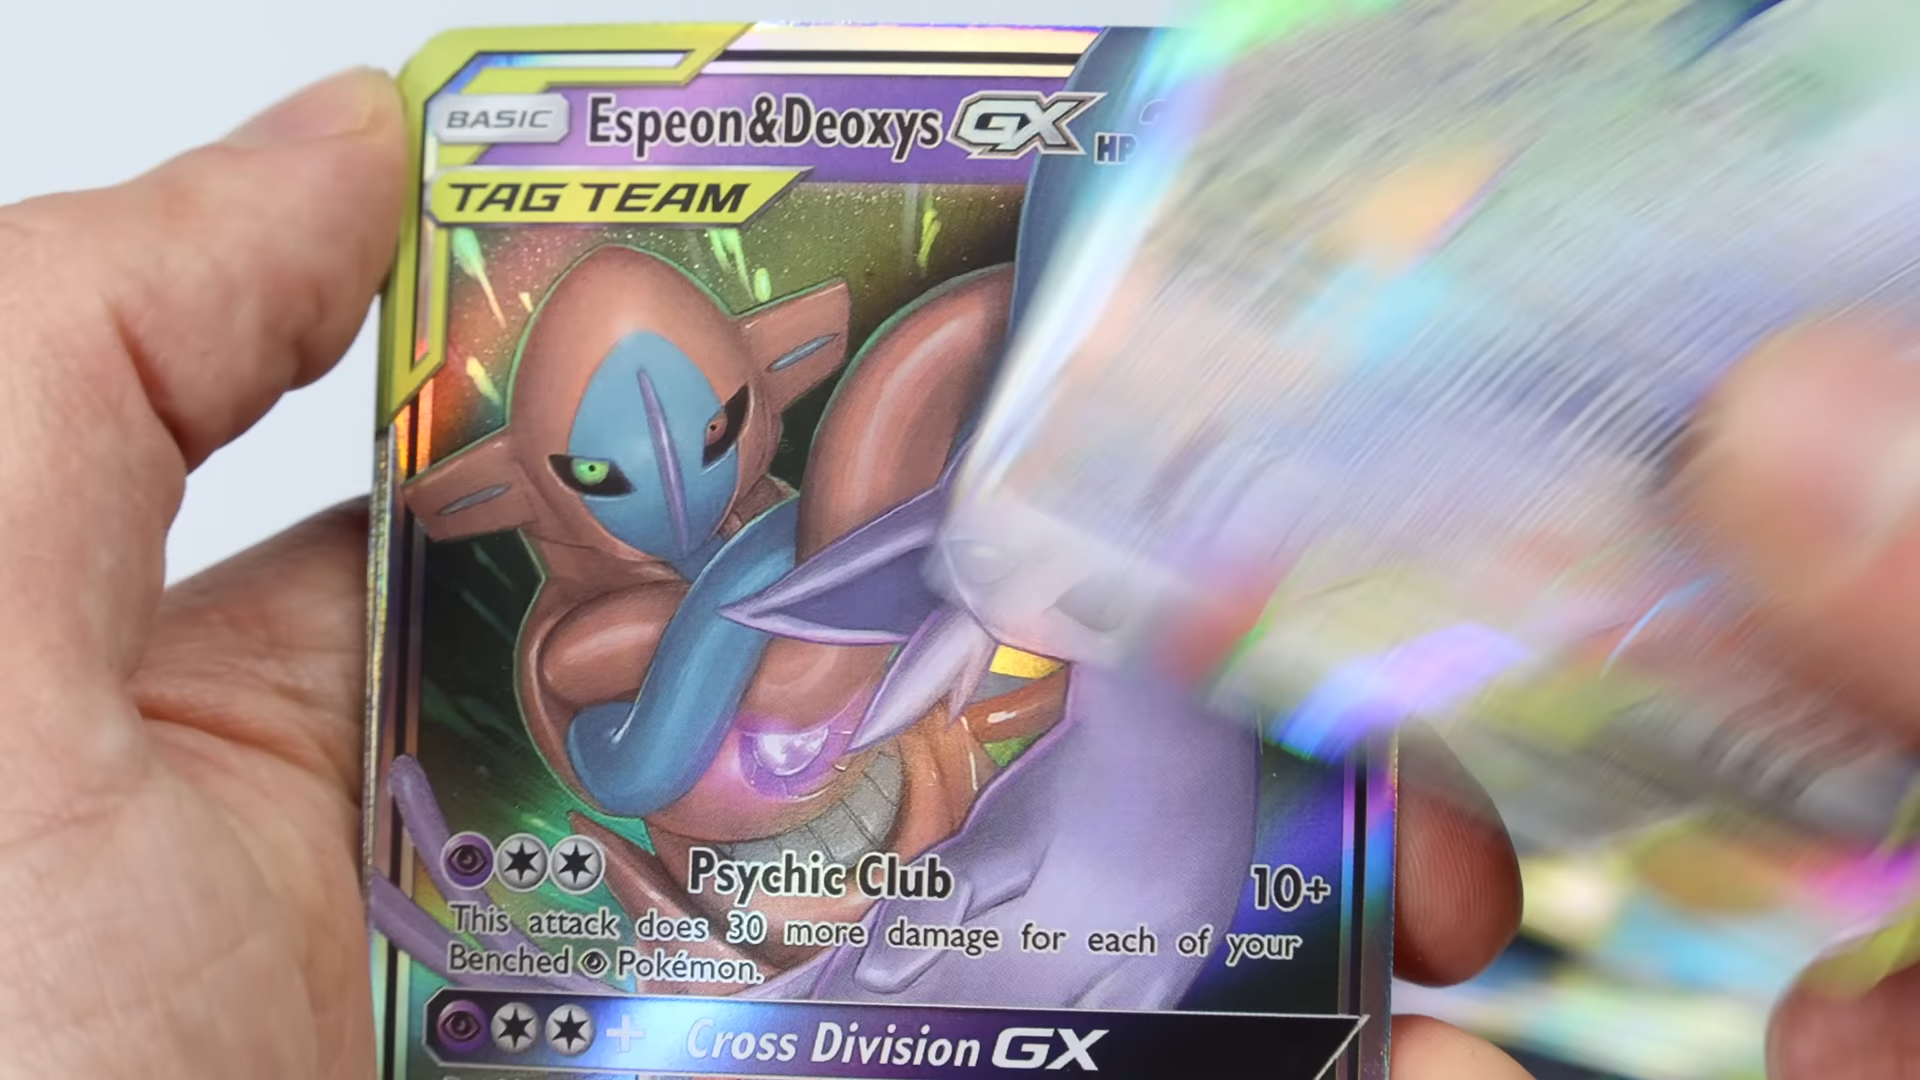 BASIC Espeon&Deoxys GX HP
TAG TEAM
Psychic Club 10+
This attack does 30 more damage for each of your
Benched Pokémon.
+ Cross Division GX